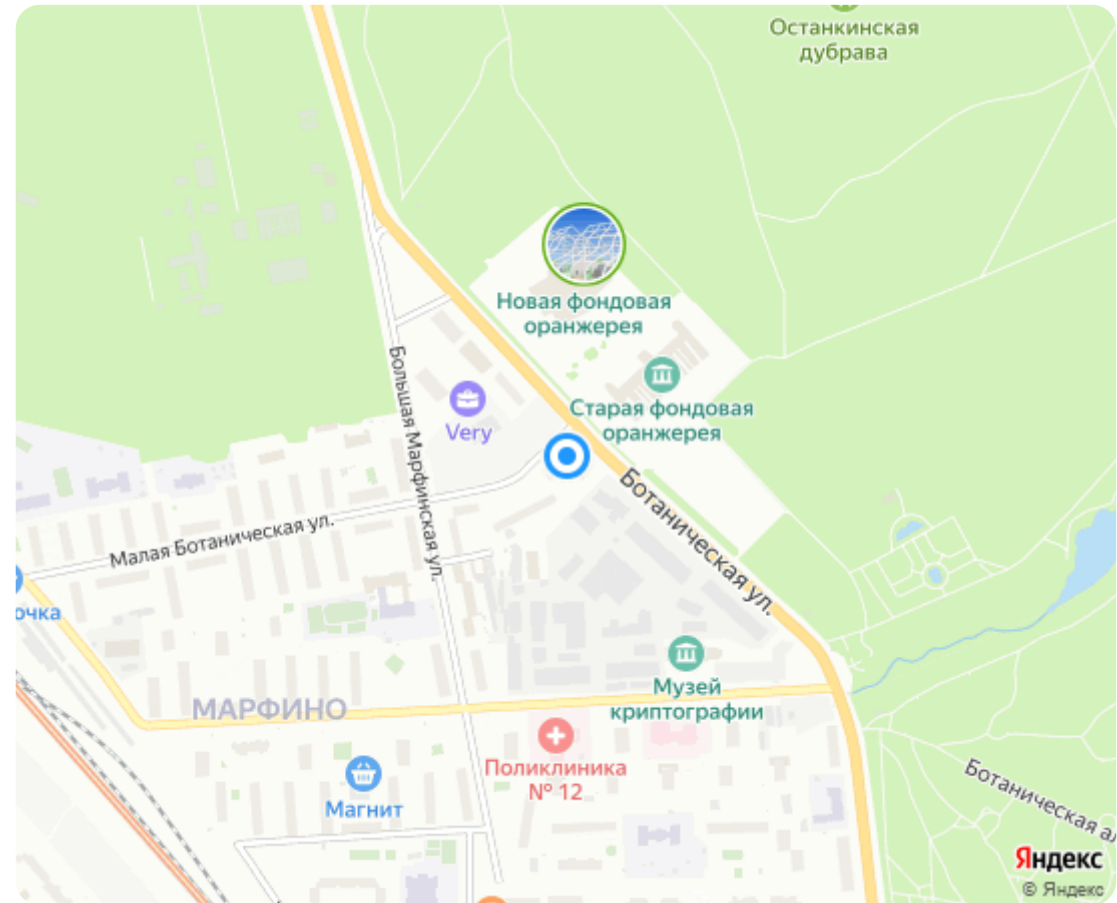 Останкинская
дубрава
Новая фондовая
оранжерея
Большая Марфинская ул.
Very
Старая фондовая
оранжерея
Ботаническая ул.
Малая Ботаническая ул.
очка
МАРФИНО
Музей
криптографии
Поликлиника
№ 12
Магнит
Ботаническая ал
Яндекс
© Яндекс